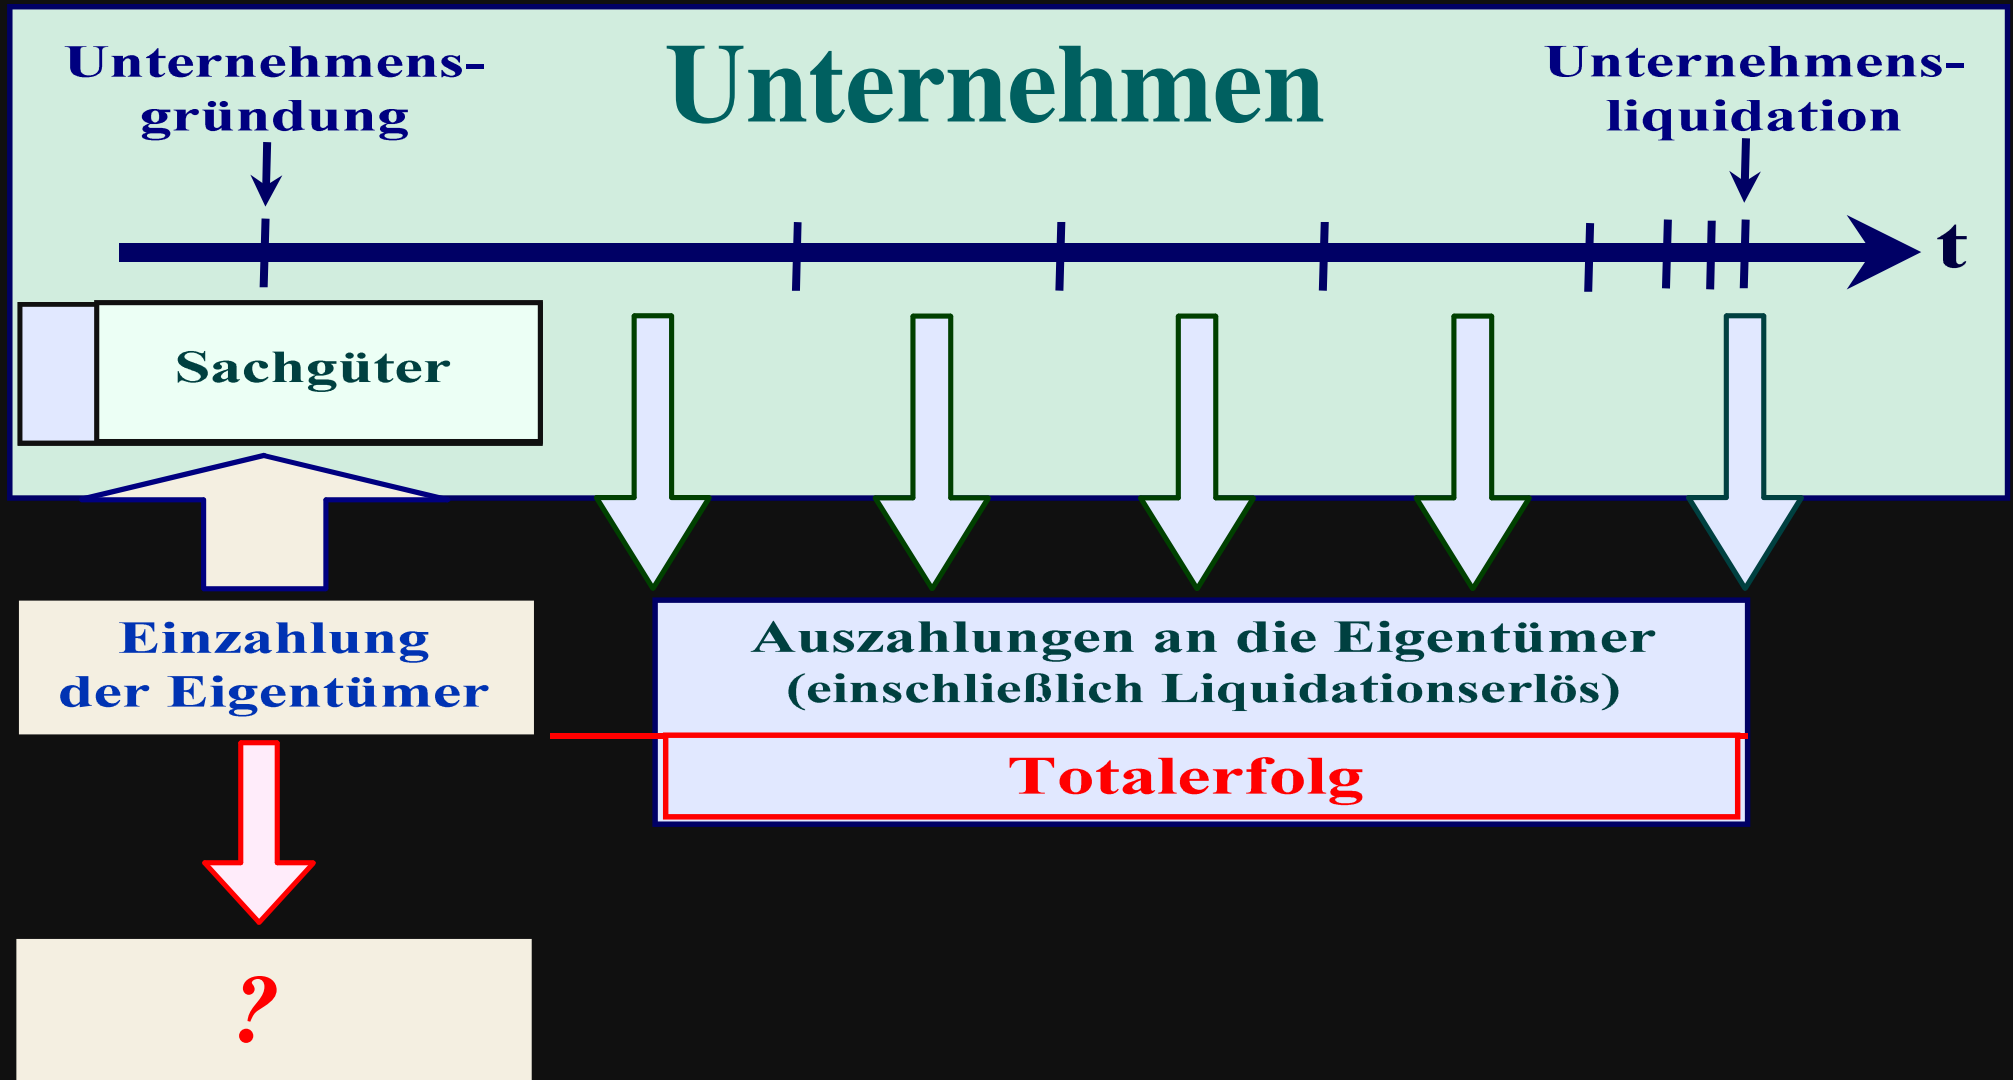 Unternehmens-
gründung
Unternehmen
Unternehmens-
liquidation
t
Sachgüter
Einzahlung
der Eigentümer
Auszahlungen an die Eigentümer
(einschließlich Liquidationserlös)
Totalerfolg
?